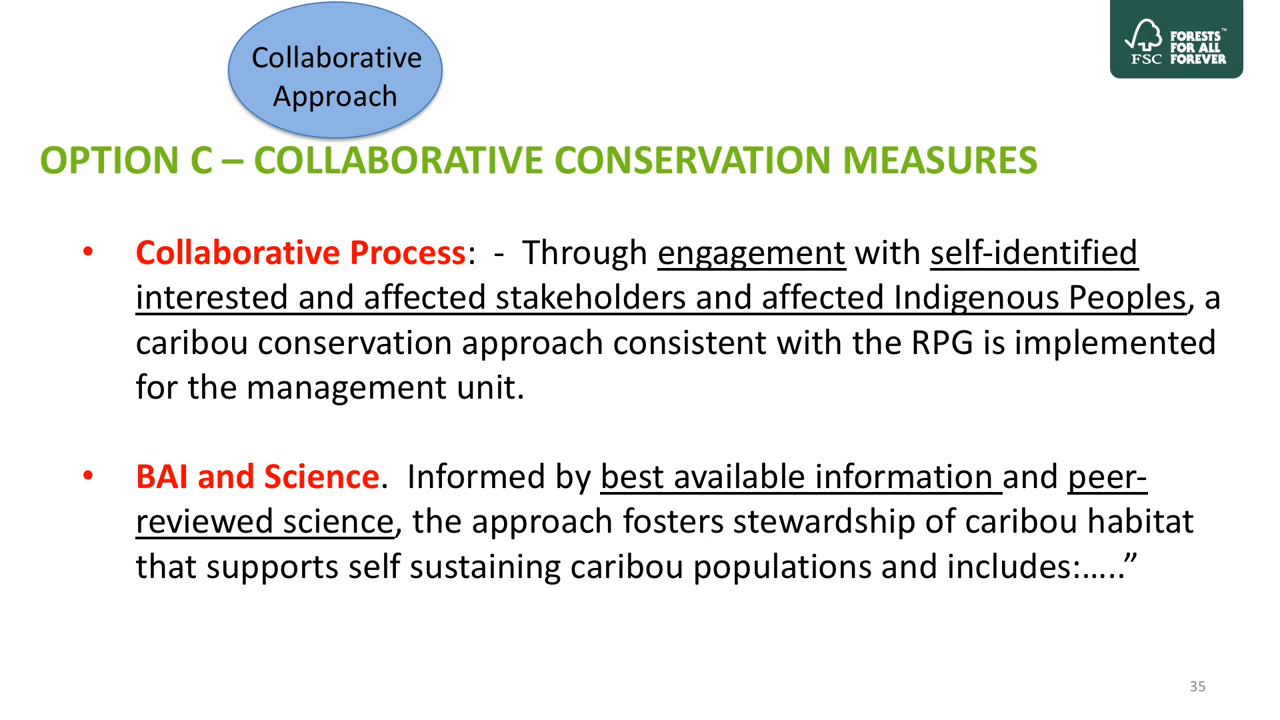 Collaborative
Approach
FORESTS
FOR ALL
FOREVER™
FSC
OPTION C – COLLABORATIVE CONSERVATION MEASURES
• Collaborative Process: - Through engagement with self-identified
interested and affected stakeholders and affected Indigenous Peoples, a
caribou conservation approach consistent with the RPG is implemented
for the management unit.
• BAI and Science. Informed by best available information and peer-
reviewed science, the approach fosters stewardship of caribou habitat
that supports self sustaining caribou populations and includes:…..”
35